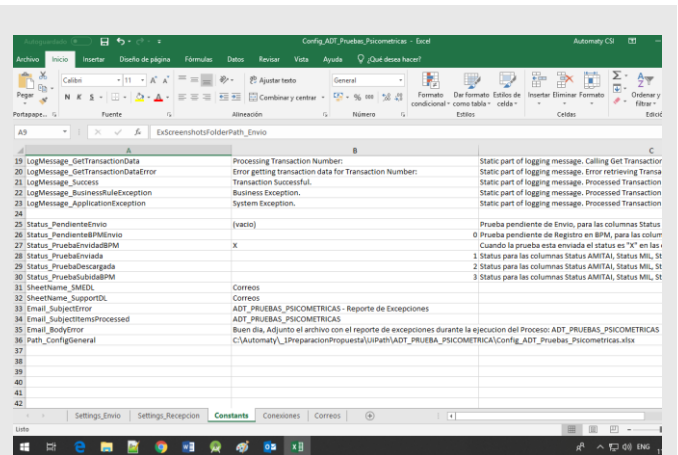 Autoguardado
Config_ADT_Pruebas_Psicometricas - Excel
Automaty CSI
Archivo Inicio Insertar Diseño de página Fórmulas Datos Revisar Vista Ayuda ¿Qué desea hacer?
Pegar
Calibri 11
N K S
Ajustar texto
Combinar y centrar
General
% 000
Formato condicional
Dar formato como tabla
Estilos de celda
Insertar Eliminar Formato
Ordenar y filtrar
Portapape... Fuente Alineación Número Estilos Celdas
A9 fx ExScreenshotsFolderPath_Envio
A B C
19 LogMessage_GetTransactionData Processing Transaction Number: Static part of logging message. Calling Get Transaction
20 LogMessage_GetTransactionDataError Error getting transaction data for Transaction Number: Static part of logging message. Error retrieving Transa
21 LogMessage_Success Transaction Successful. Static part of logging message. Processed Transaction
22 LogMessage_BusinessRuleException Business Exception. Static part of logging message. Processed Transaction
23 LogMessage_ApplicationException System Exception. Static part of logging message. Processed Transaction
24
25 Status_PendienteEnvio (vacio) Prueba pendiente de Envio, para las columnas Status
26 Status_PendienteBPMEnvio 0 Prueba pendiente de Registro en BPM, para las colum
27 Status_PruebaEnvidadBPM X Cuando la prueba esta enviada el status es "X" en las
28 Status_PruebaEnviada 1 Status para las columnas Status AMITAI, Status MIL, St
29 Status_PruebaDescargada 2 Status para las columnas Status AMITAI, Status MIL, St
30 Status_PruebaSubidaBPM 3 Status para las columnas Status AMITAI, Status MIL, St
31 SheetName_SMEDL Correos
32 SheetName_SupportDL Correos
33 Email_SubjectError ADT_PRUEBAS_PSICOMETRICAS - Reporte de Excepciones
34 Email_SubjectItemsProcessed ADT_PRUEBAS_PSICOMETRICAS
35 Email_BodyError Buen dia, Adjunto el archivo con el reporte de excepciones durante la ejecucion del Proceso: ADT_PRUEBAS_PSICOMETRICAS
36 Path_ConfigGeneral C:\Automaty\_1PreparacionPropuesta\UiPath\ADT_PRUEBA_PSICOMETRICA\Config_ADT_Pruebas_Psicometricas.xlsx
37
38
39
40
41
42
Settings_Envio Settings_Recepcion Constants Conexiones Correos
Listo
ENG